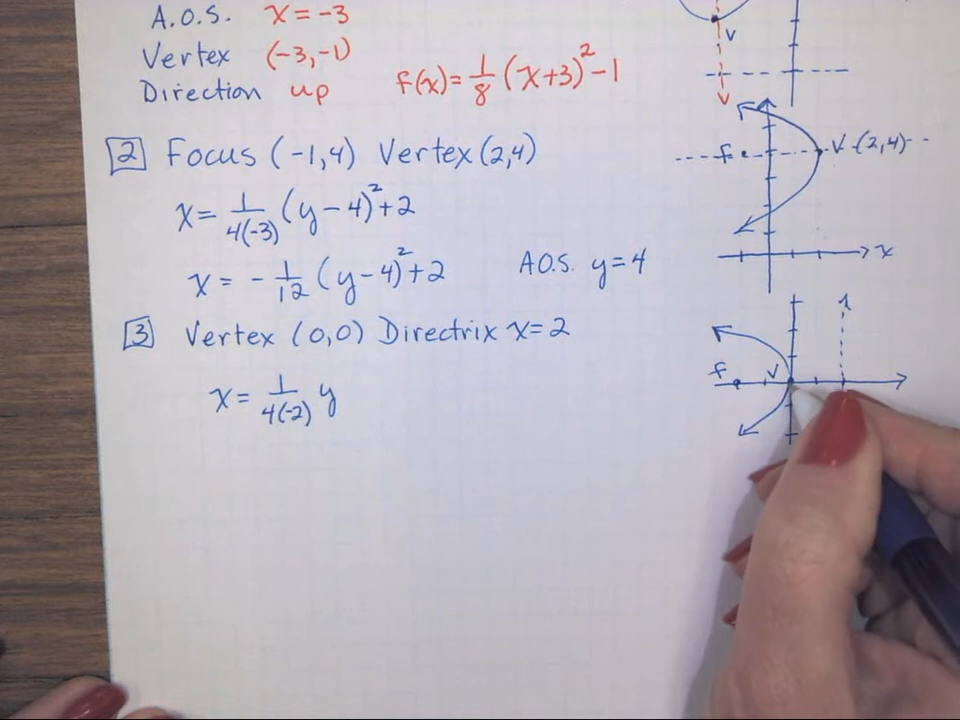 A.O.S. x = -3
Vertex (-3,-1)
Direction up f(x) = 1/8 (x+3)² - 1
V
2 Focus (-1,4) Vertex (2,4)
f V (2,4)
x = 1/4(-3) (y-4)² + 2
x = -1/12 (y-4)² + 2 A.O.S. y = 4
x
3 Vertex (0,0) Directrix x = 2
f V
x = 1/4(-2) y